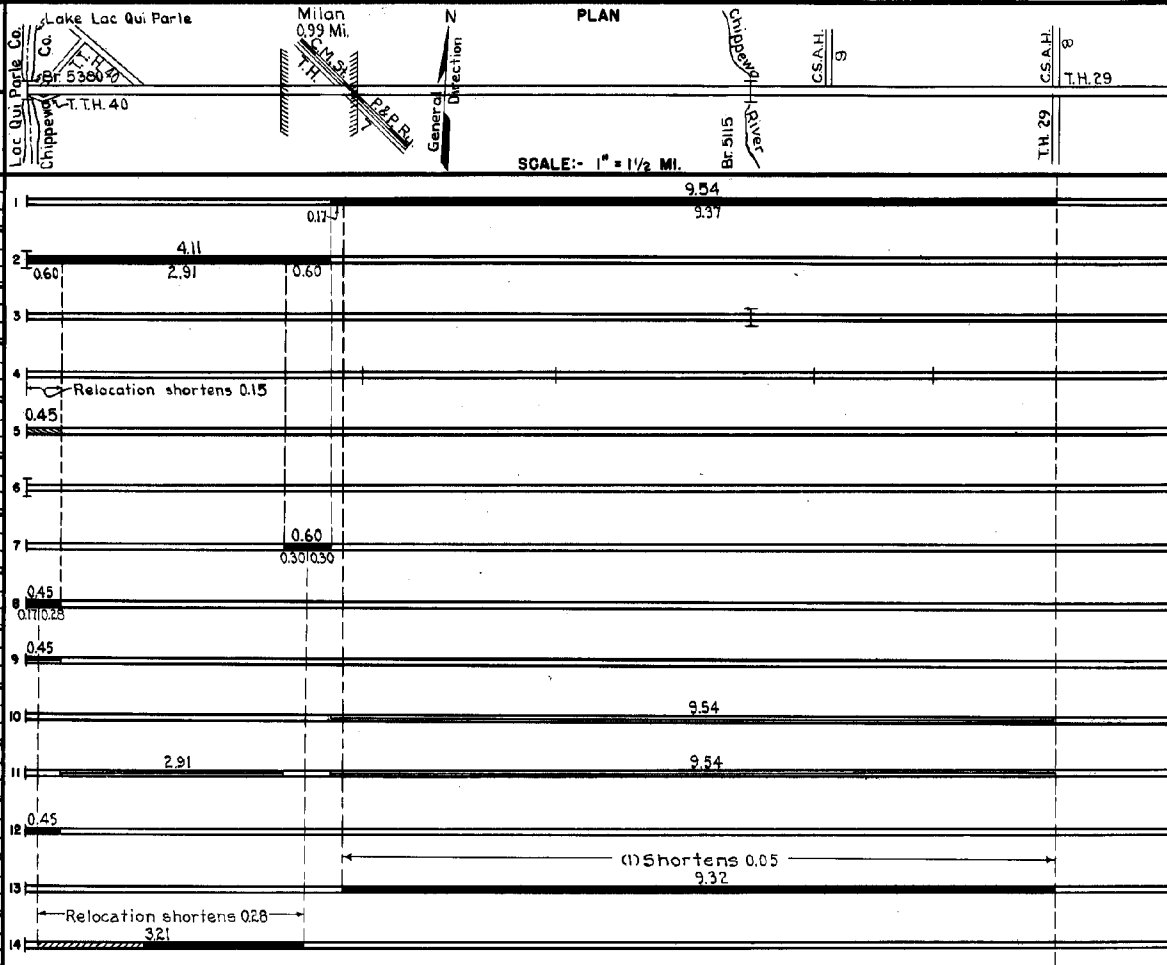 Lake Lac Qui Parle
Milan
0.99 Mi.
N
PLAN
Lac Qui Parle Co.
Chippewa Co.
T.T.H. 40
Br. 5380
T.T.H. 40
C.M.St. P.& P. Ry.
T.H. 7
General Direction
Chippewa River
Br. 5115
C.S.A.H. 9
C.S.A.H. 8
T.H. 29
T.H. 29
SCALE:- 1" = 1 1/2 MI.
1 9.54
0.17 9.37
2 4.11
0.60 2.91 0.60
3
4
Relocation shortens 0.15
0.45
5
6
7 0.60
0.30 0.30
8 0.45
0.17 0.28
9 0.45
10 9.54
11 2.91 9.54
12 0.45
(1) Shortens 0.05
13 9.32
Relocation shortens 0.28
14 3.21